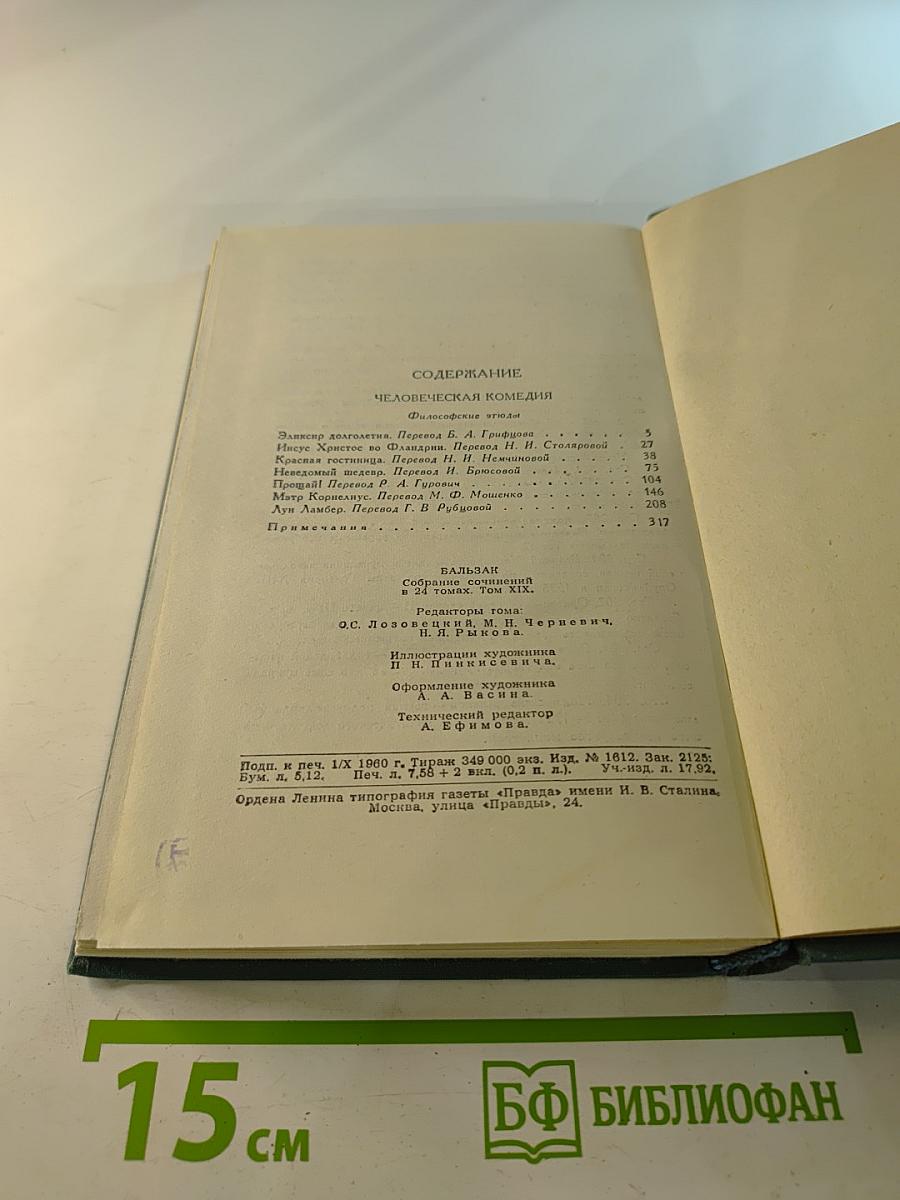 СОДЕРЖАНИЕ
ЧЕЛОВЕЧЕСКАЯ КОМЕДИЯ
Философские этюды
Эликсир долголетия. Перевод Б. А. Грифцова . . . . . . 5
Иисус Христос во Фландрии. Перевод Н. И. Столяровой . 27
Красная гостиница. Перевод Н. И. Немчиновой . . . . . 38
Неведомый шедевр. Перевод И. Брюсовой . . . . . . . 75
Прощай! Перевод Р. А. Гурович . . . . . . . . . . . 104
Мэтр Корнелиус. Перевод М. Ф. Мошенко . . . . . . . 146
Луи Ламбер. Перевод Г. В Рубцовой . . . . . . . . . 208
Примечания . . . . . . . . . . . . . . . . . . 317
БАЛЬЗАК
Собрание сочинений
в 24 томах. Том XIX.
Редакторы тома:
О.С. Лозовецкий, М. Н. Черневич,
Н. Я. Рыкова.
Иллюстрации художника
П Н. Пинкисевича.
Оформление художника
А. А. Васина.
Технический редактор
А. Ефимова.
Подп. к печ. 1/X 1960 г. Тираж 349 000 экз. Изд. № 1612. Зак. 2125.
Бум. л. 5,12. Печ. л. 7,58 + 2 вкл. (0,2 п. л.). Уч.-изд. л. 17,92.
Ордена Ленина типография газеты «Правда» имени И. В. Сталина.
Москва, улица «Правды», 24.
15 см
БФ БИБЛИОФАН